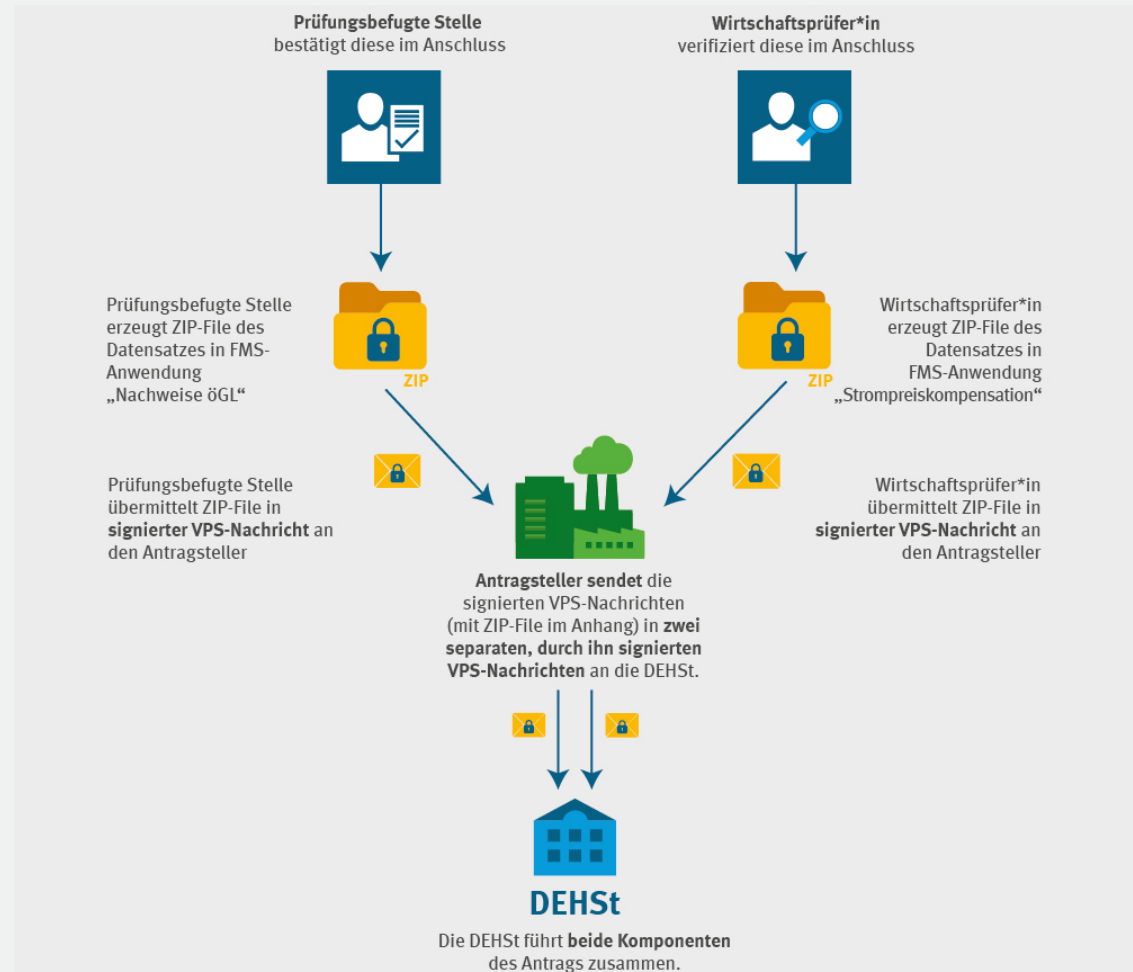 Prüfungsbefugte Stelle
bestätigt diese im Anschluss
Wirtschaftsprüfer*in
verifiziert diese im Anschluss
Prüfungsbefugte Stelle
erzeugt ZIP-File des
Datensatzes in FMS-
Anwendung
„Nachweise öGL“
ZIP
Wirtschaftsprüfer*in
erzeugt ZIP-File des
Datensatzes in
FMS-Anwendung
„Strompreiskompensation“
ZIP
Prüfungsbefugte Stelle
übermittelt ZIP-File in
signierter VPS-Nachricht an
den Antragsteller
Wirtschaftsprüfer*in
übermittelt ZIP-File in
signierter VPS-Nachricht an
den Antragsteller
Antragsteller sendet die
signierten VPS-Nachrichten
(mit ZIP-File im Anhang) in zwei
separaten, durch ihn signierten
VPS-Nachrichten an die DEHSt.
DEHSt
Die DEHSt führt beide Komponenten
des Antrags zusammen.